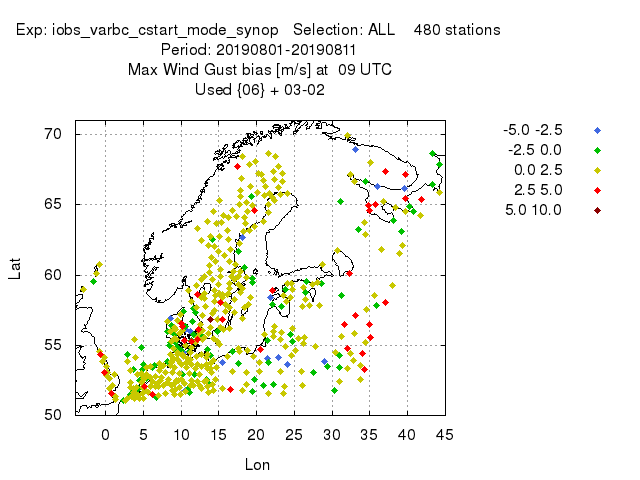 Exp: iobs_varbc_cstart_mode_synop Selection: ALL 480 stations
Period: 20190801-20190811
Max Wind Gust bias [m/s] at 09 UTC
Used {06} + 03-02
70
65
60
55
50
Lat
0 5 10 15 20 25 30 35 40 45
Lon
-5.0 -2.5
-2.5 0.0
0.0 2.5
2.5 5.0
5.0 10.0